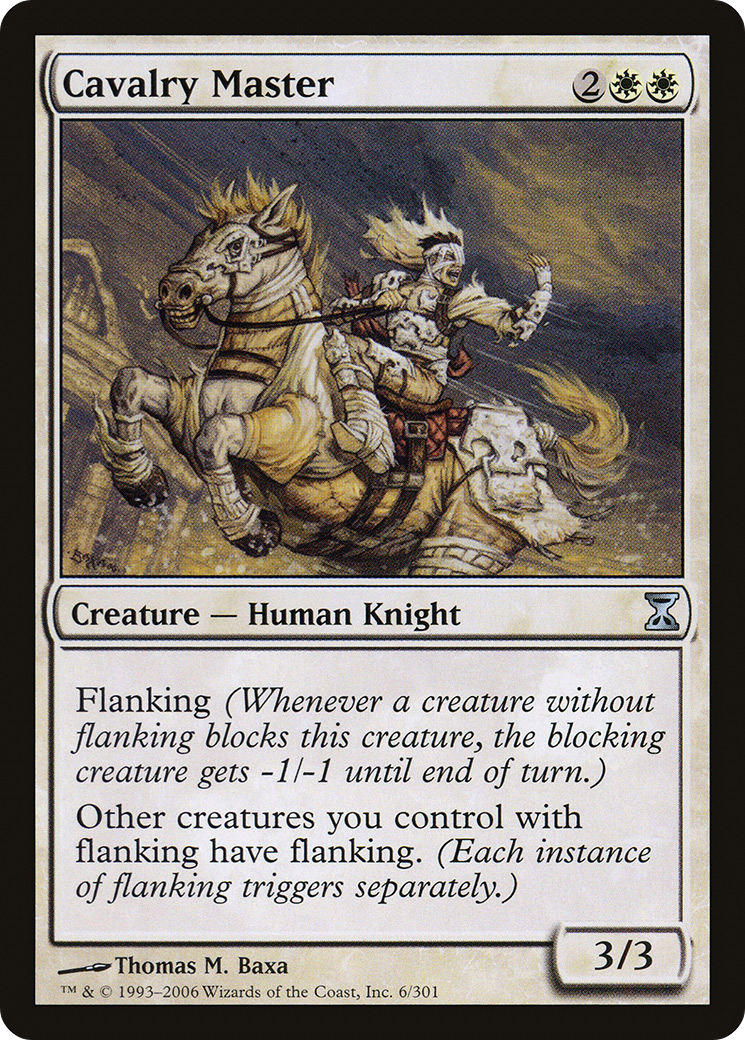 Cavalry Master 2
Creature — Human Knight
Flanking (Whenever a creature without
flanking blocks this creature, the blocking
creature gets -1/-1 until end of turn.)
Other creatures you control with
flanking have flanking. (Each instance
of flanking triggers separately.)
3/3
Thomas M. Baxa
™ & © 1993–2006 Wizards of the Coast, Inc. 6/301